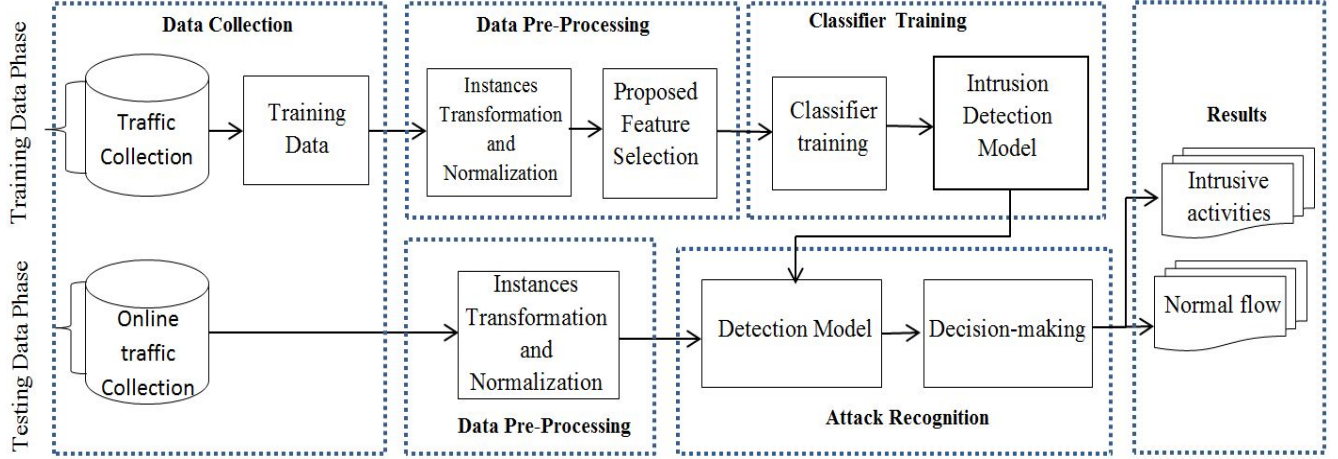 Training Data Phase
Data Collection
Traffic
Collection
Training
Data
Data Pre-Processing
Instances
Transformation
and
Normalization
Proposed
Feature
Selection
Classifier Training
Classifier
training
Intrusion
Detection
Model
Results
Intrusive
activities
Normal flow
Testing Data Phase
Online
traffic
Collection
Instances
Transformation
and
Normalization
Data Pre-Processing
Detection Model
Decision-making
Attack Recognition